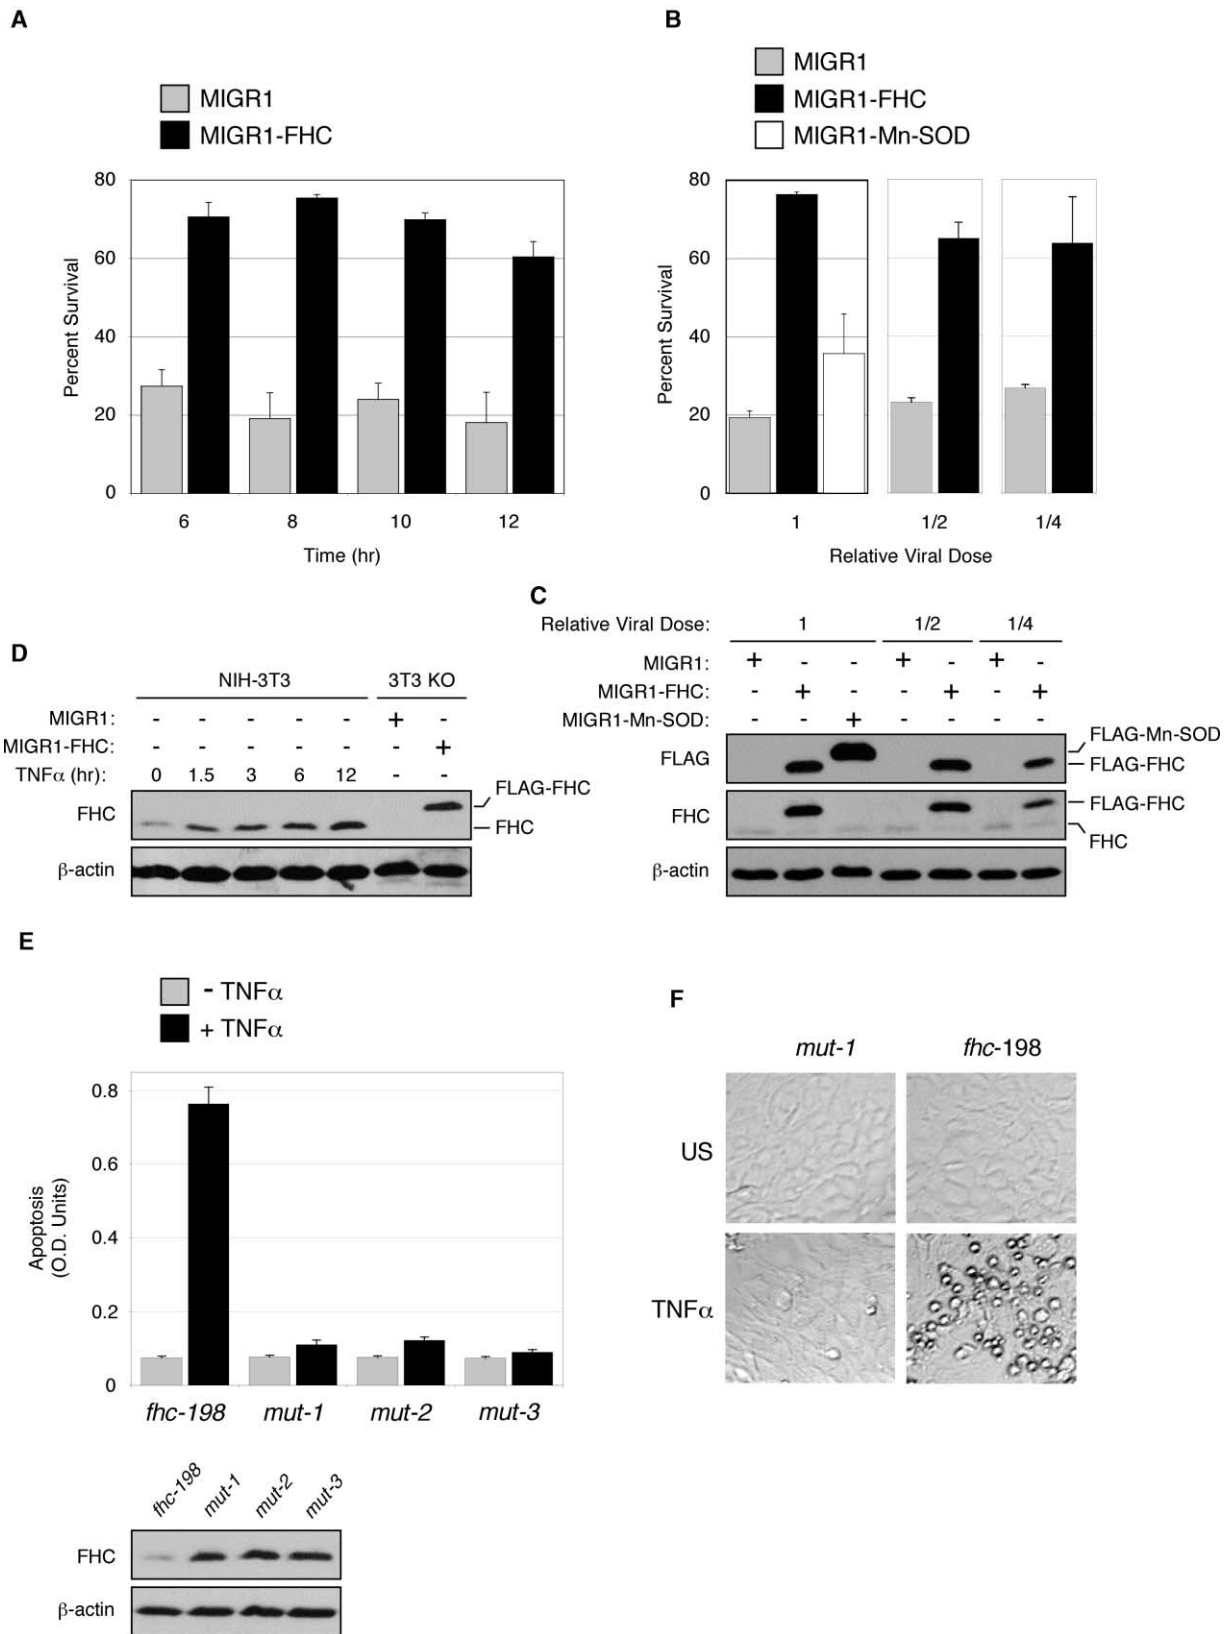 A
MIGR1
MIGR1-FHC
Percent Survival
80
60
40
20
0
6 8 10 12
Time (hr)
B
MIGR1
MIGR1-FHC
MIGR1-Mn-SOD
Percent Survival
80
60
40
20
0
1 1/2 1/4
Relative Viral Dose
C
Relative Viral Dose: 1 1/2 1/4
MIGR1: + - - + - + -
MIGR1-FHC: - + - - + - +
MIGR1-Mn-SOD: - - + - - - -
FLAG
FLAG-Mn-SOD
FLAG-FHC
FHC
FLAG-FHC
FHC
β-actin
D
NIH-3T3 3T3 KO
MIGR1: - - - - - + -
MIGR1-FHC: - - - - - - +
TNFα (hr): 0 1.5 3 6 12 - -
FHC
FLAG-FHC
FHC
β-actin
E
- TNFα
+ TNFα
Apoptosis
(O.D. Units)
0.8
0.6
0.4
0.2
0
fhc-198 mut-1 mut-2 mut-3
fhc-198 mut-1 mut-2 mut-3
FHC
β-actin
F
mut-1 fhc-198
US
TNFα